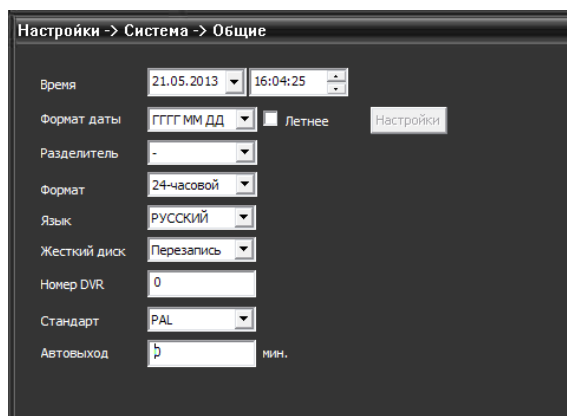 Настройки -> Система -> Общие
Время 21.05.2013 16:04:25
Формат даты ГГГГ ММ ДД Летнее Настройки
Разделитель -
Формат 24-часовой
Язык РУССКИЙ
Жесткий диск Перезапись
Номер DVR 0
Стандарт PAL
Автовыход мин.